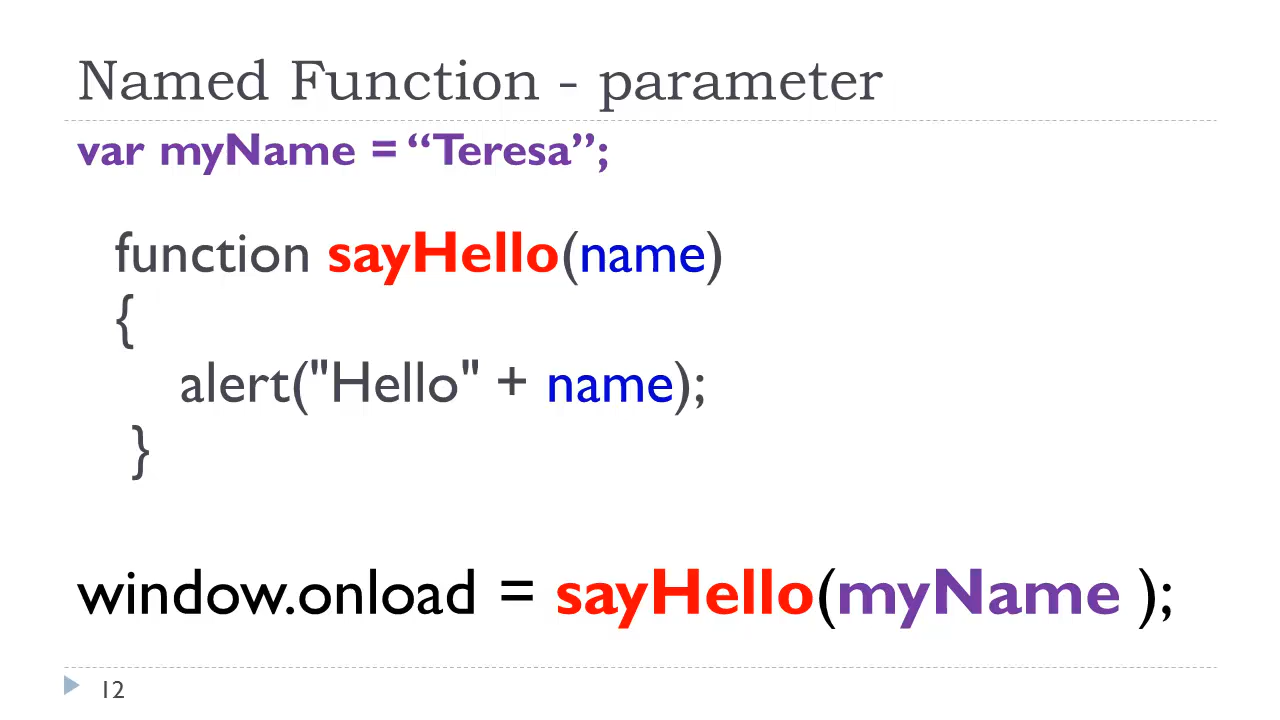 Named Function - parameter
var myName = “Teresa”;
function sayHello(name)
{
alert("Hello" + name);
}
window.onload = sayHello(myName );
12